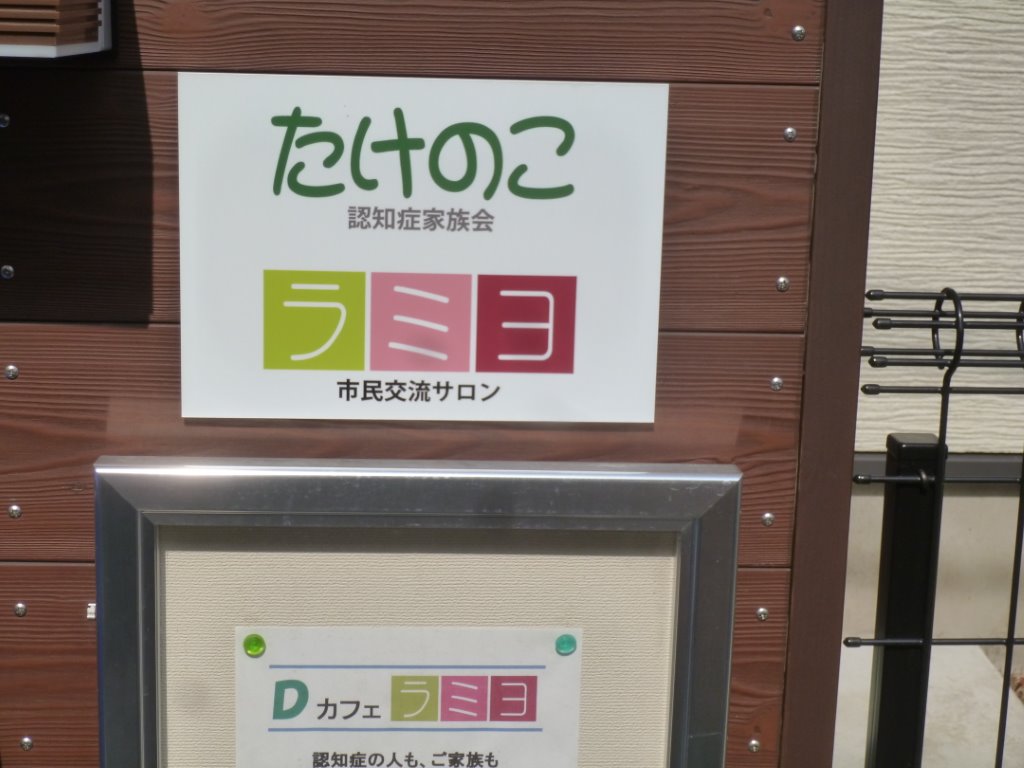 たけのこ
認知症家族会
ラミヨ
市民交流サロン
D カフェ ラミヨ
認知症の人も、ご家族も